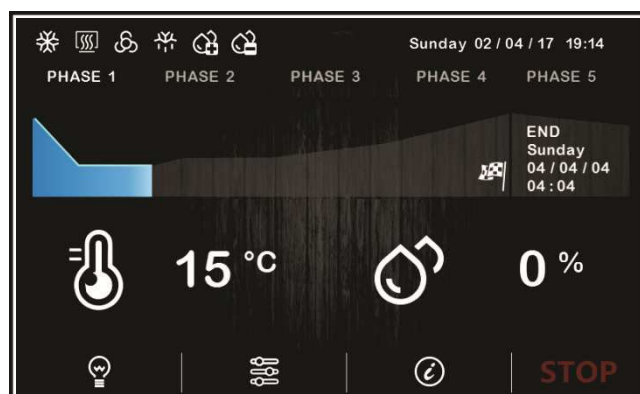 Sunday 02 / 04 / 17 19:14
PHASE 1 PHASE 2 PHASE 3 PHASE 4 PHASE 5
END
Sunday
04 / 04 / 04
04 : 04
15 °C 0 %
STOP